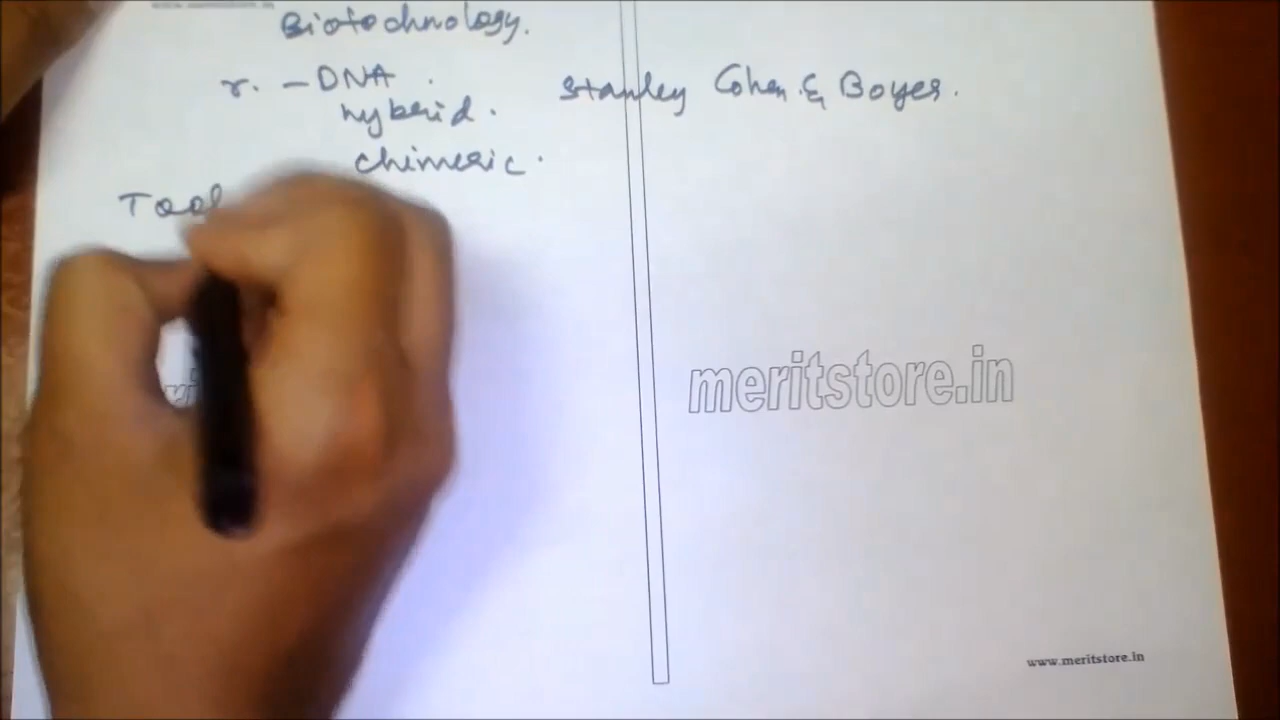 Biotechnology.
r. - DNA . Stanley Cohen & Boyer.
hybrid.
chimeric.
Tool
meritstore.in
www.meritstore.in